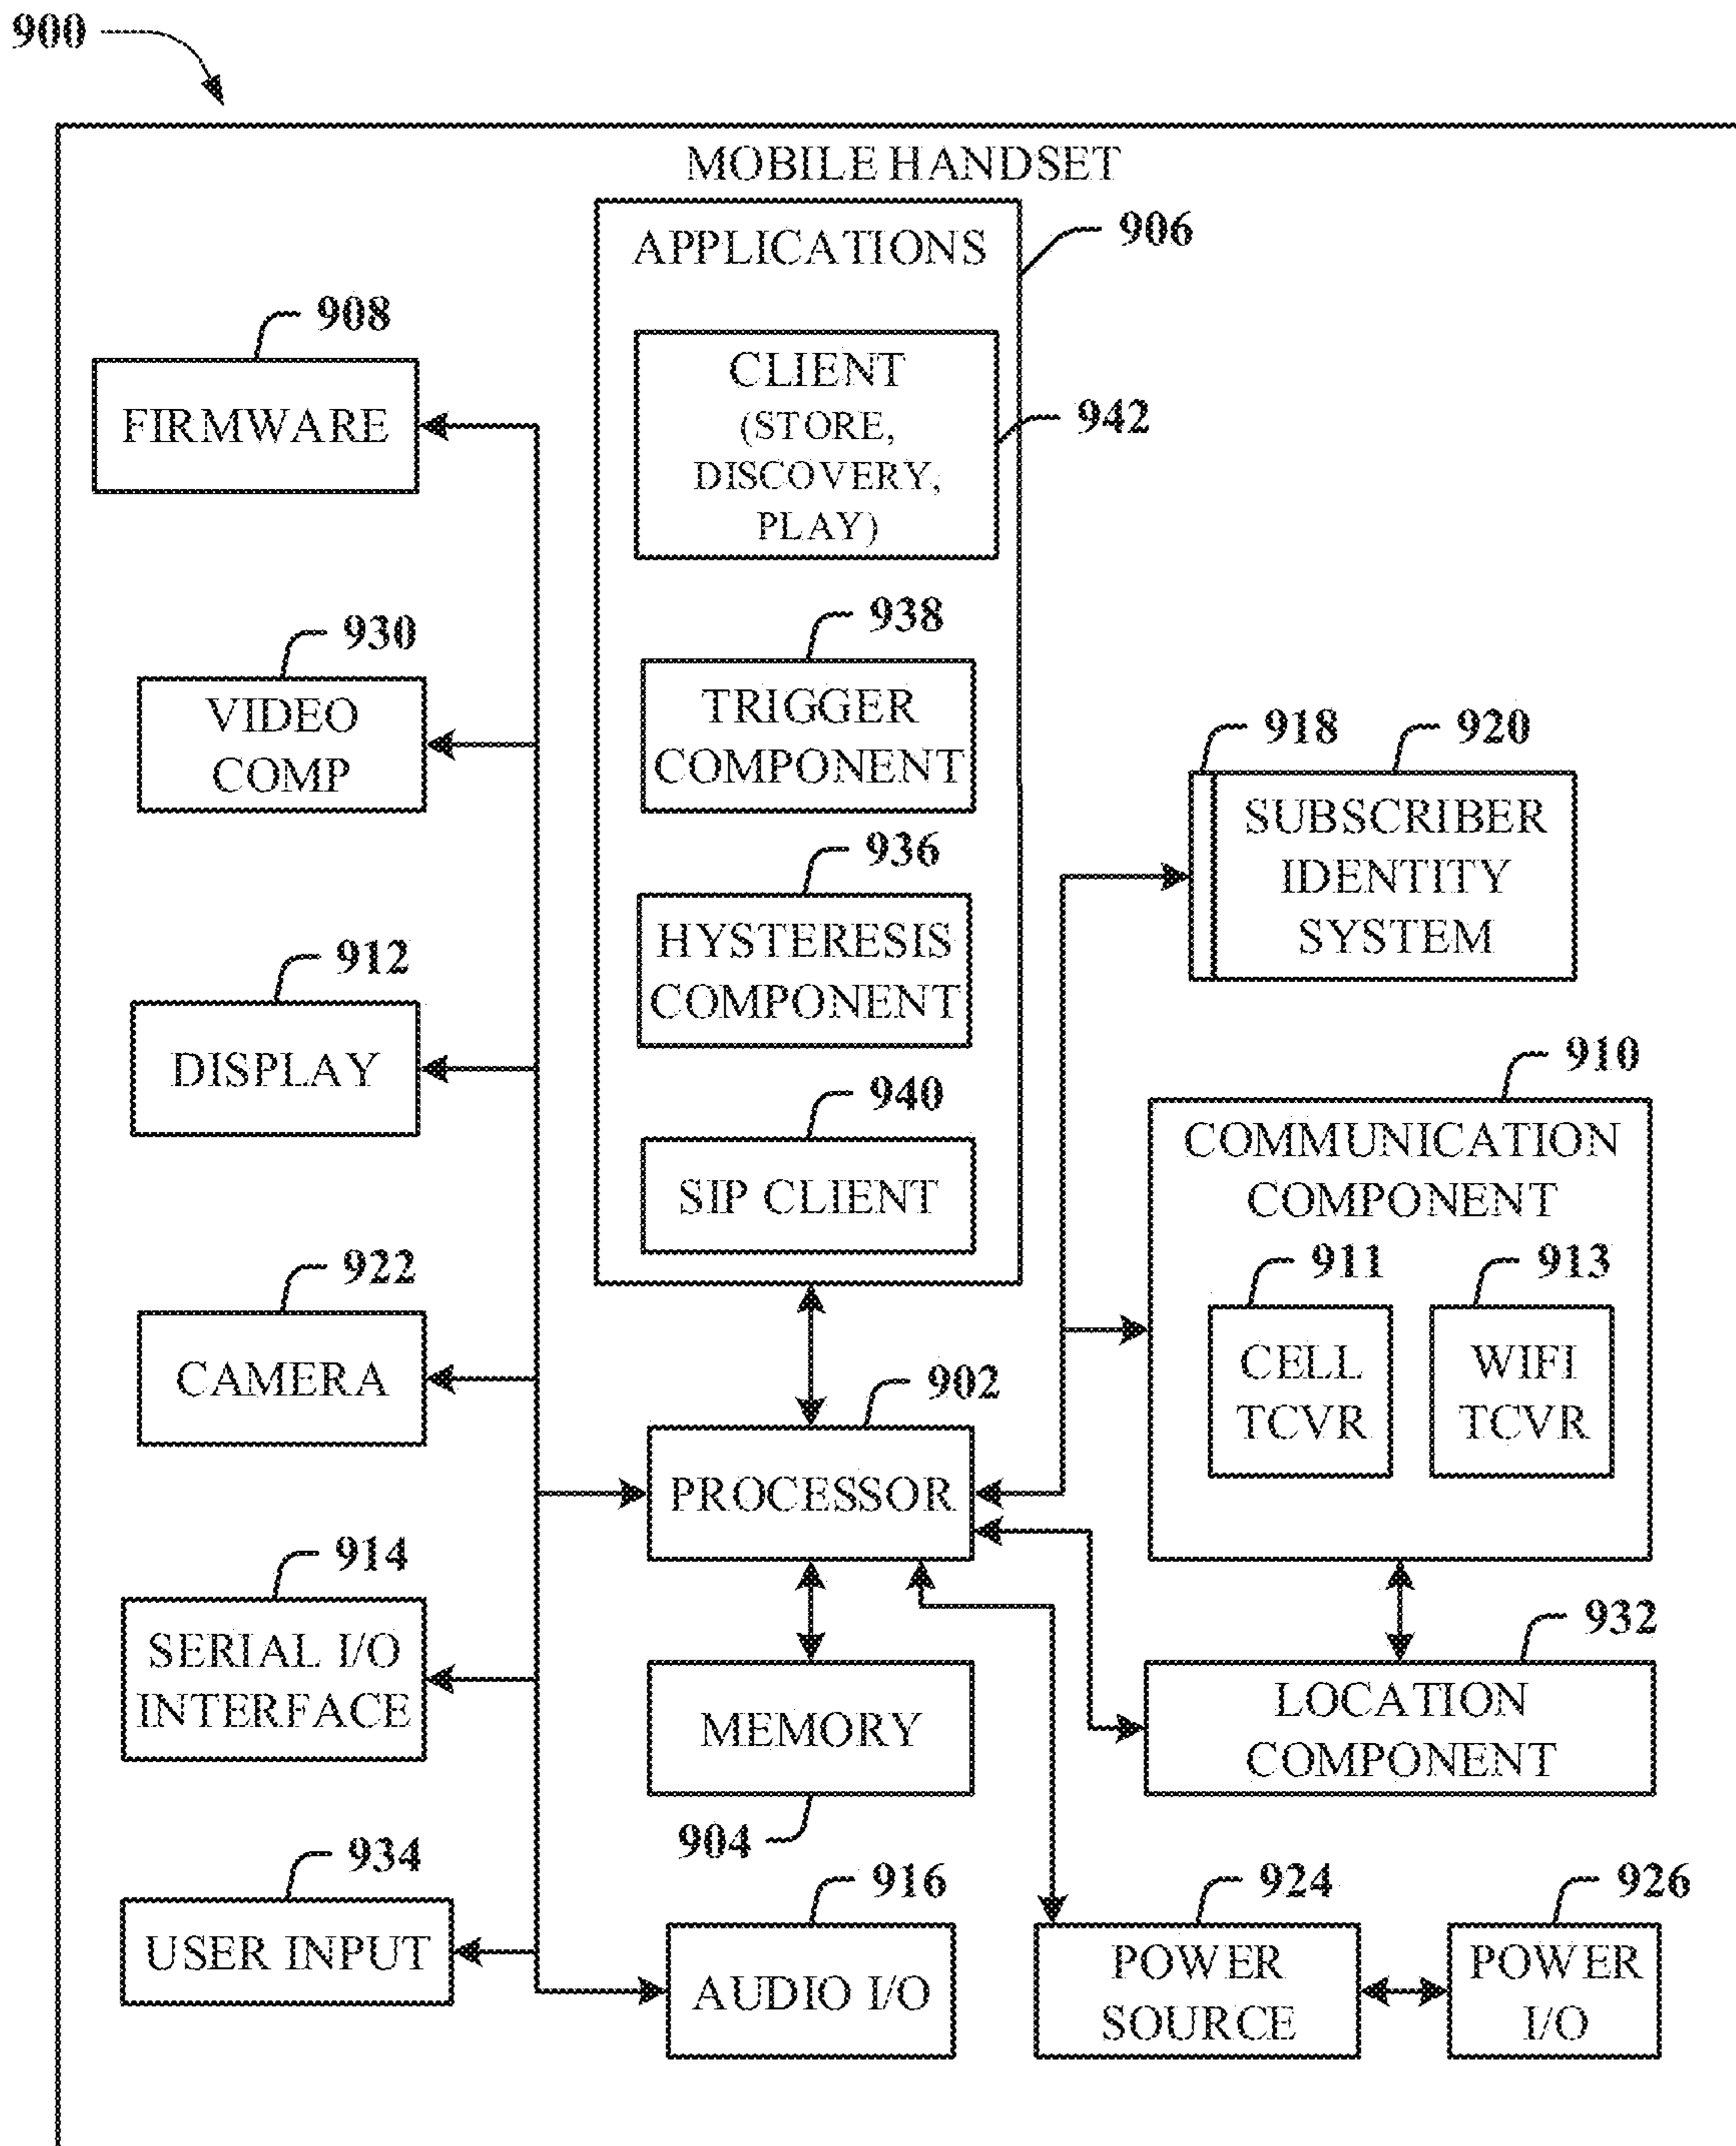 900
MOBILE HANDSET
906
APPLICATIONS
942
CLIENT
(STORE,
DISCOVERY,
PLAY)
938
TRIGGER
COMPONENT
936
HYSTERESIS
COMPONENT
940
SIP CLIENT
908
FIRMWARE
930
VIDEO
COMP
912
DISPLAY
922
CAMERA
914
SERIAL I/O
INTERFACE
934
USER INPUT
902
PROCESSOR
MEMORY
904
916
AUDIO I/O
918
920
SUBSCRIBER
IDENTITY
SYSTEM
910
COMMUNICATION
COMPONENT
911
CELL
TCVR
913
WIFI
TCVR
932
LOCATION
COMPONENT
924
POWER
SOURCE
926
POWER
I/O